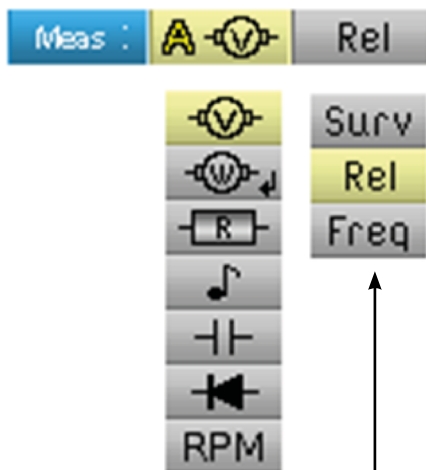 Meas : A V Rel
V Surv
W Rel
R Freq
RPM